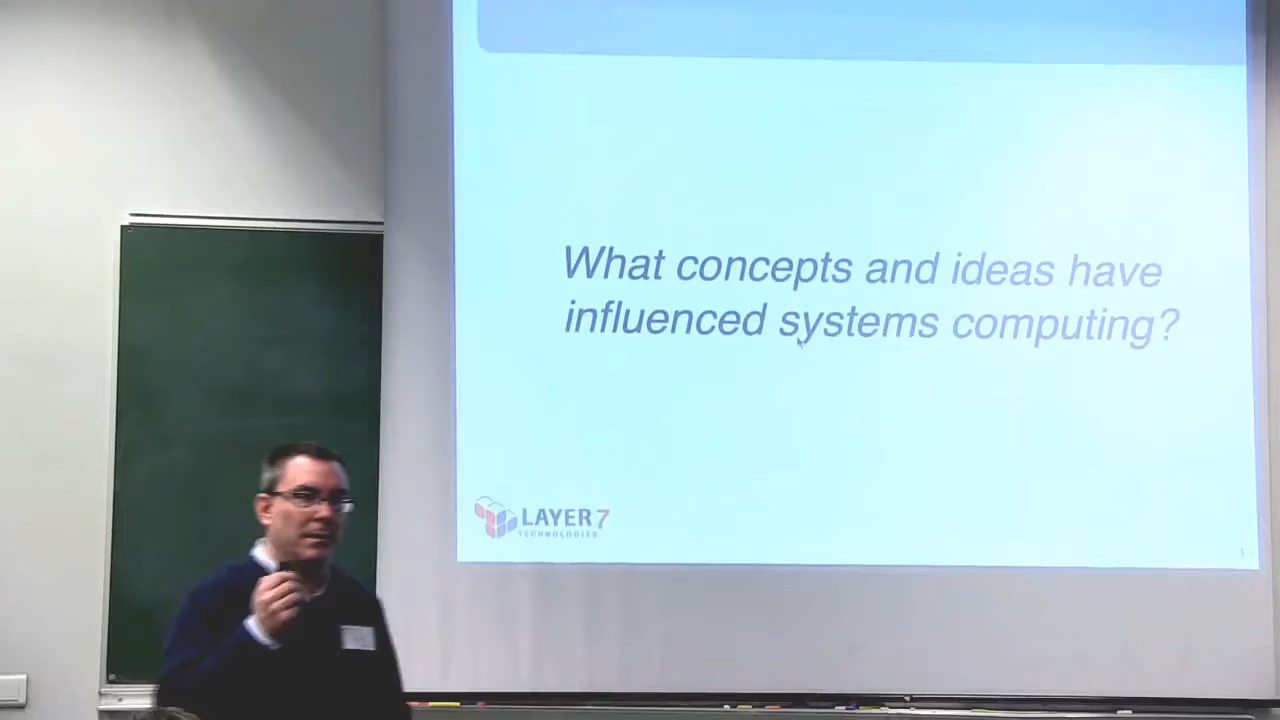 What concepts and ideas have
influenced systems computing?
LAYER 7
TECHNOLOGIES